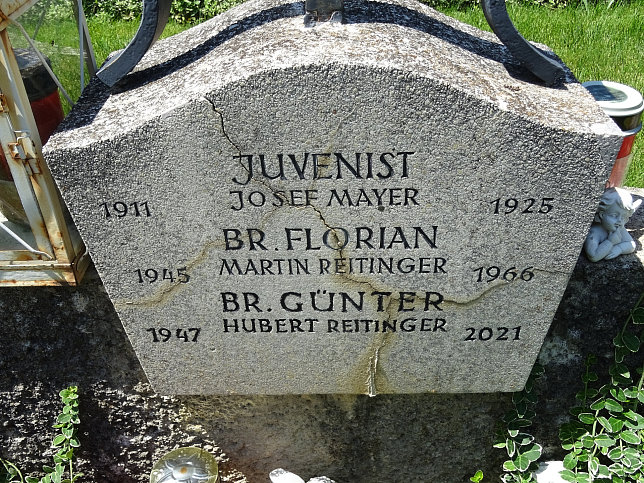 JUVENIST
1911 JOSEF MAYER 1925
BR. FLORIAN
1945 MARTIN REITINGER 1966
BR. GÜNTER
1947 HUBERT REITINGER 2021